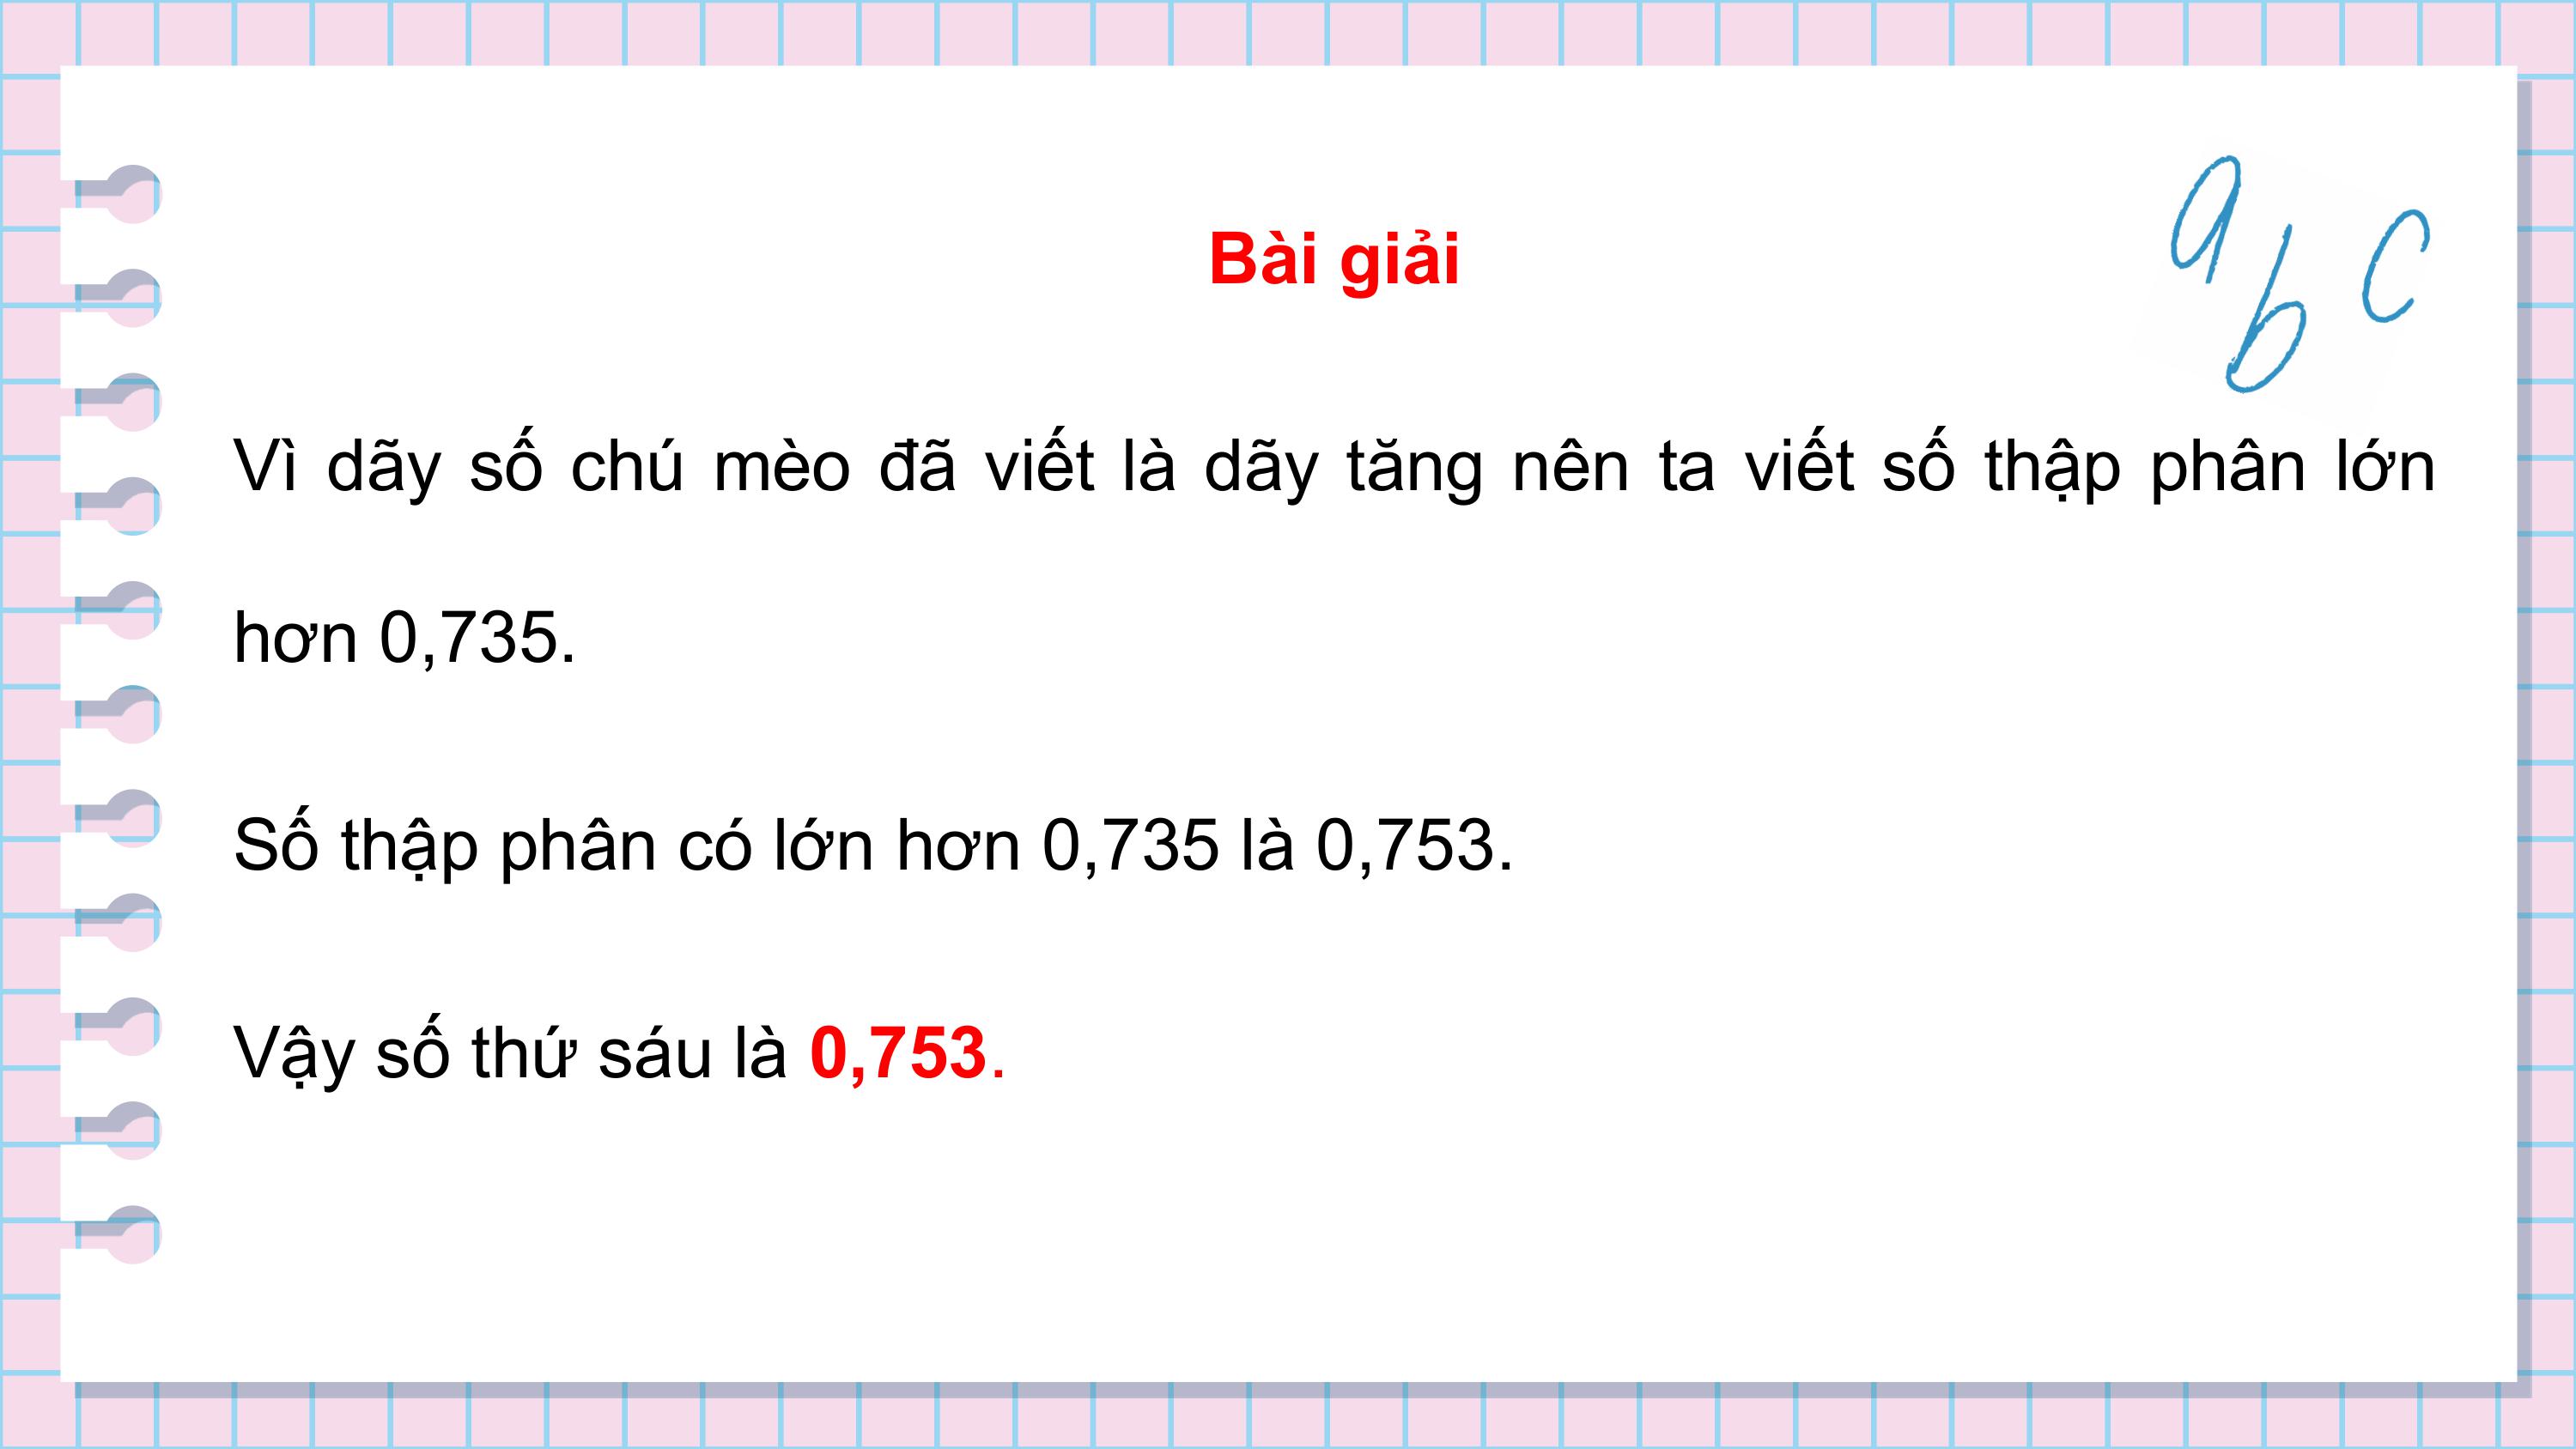 Bài giải
a b c
Vì dãy số chú mèo đã viết là dãy tăng nên ta viết số thập phân lớn
hơn 0,735.
Số thập phân có lớn hơn 0,735 là 0,753.
Vậy số thứ sáu là 0,753.